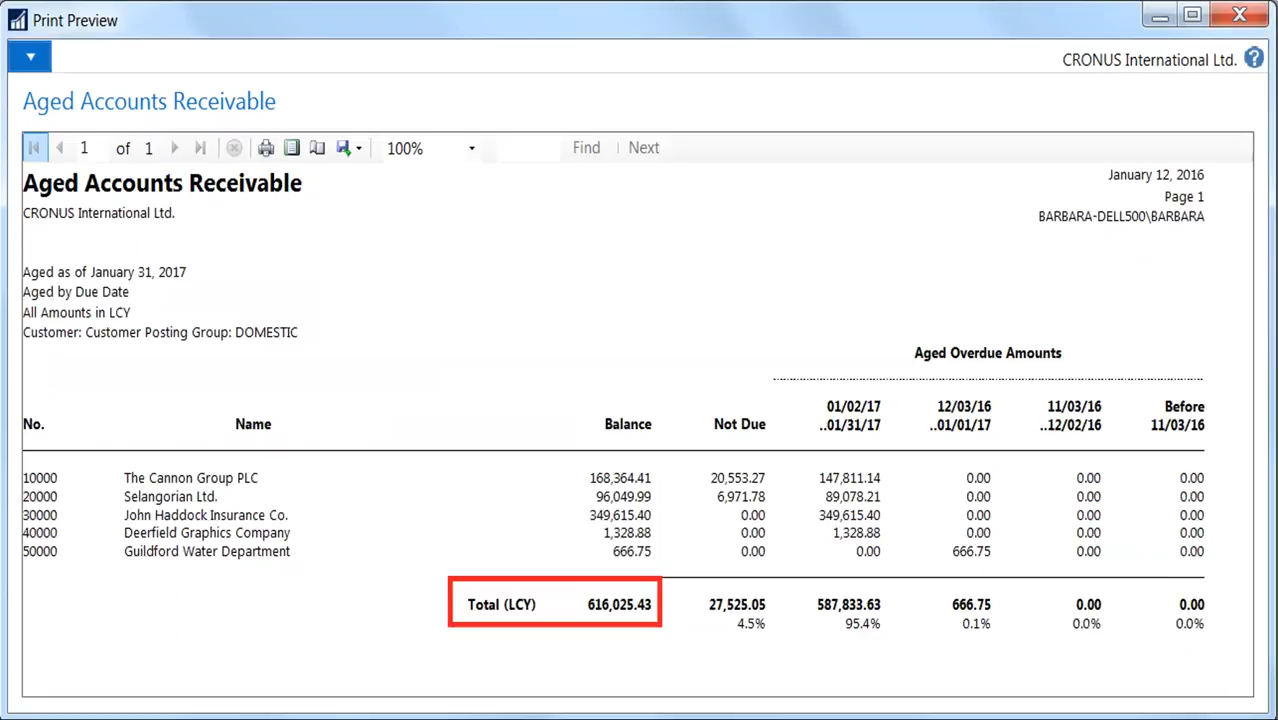 Print Preview
CRONUS International Ltd.
Aged Accounts Receivable
1 of 1 100% Find Next
Aged Accounts Receivable January 12, 2016
CRONUS International Ltd. Page 1
BARBARA-DELL500\BARBARA
Aged as of January 31, 2017
Aged by Due Date
All Amounts in LCY
Customer: Customer Posting Group: DOMESTIC
Aged Overdue Amounts
01/02/17 12/03/16 11/03/16 Before
No. Name Balance Not Due ..01/31/17 ..01/01/17 ..12/02/16 11/03/16
10000 The Cannon Group PLC 168,364.41 20,553.27 147,811.14 0.00 0.00 0.00
20000 Selangorian Ltd. 96,049.99 6,971.78 89,078.21 0.00 0.00 0.00
30000 John Haddock Insurance Co. 349,615.40 0.00 349,615.40 0.00 0.00 0.00
40000 Deerfield Graphics Company 1,328.88 0.00 1,328.88 0.00 0.00 0.00
50000 Guildford Water Department 666.75 0.00 0.00 666.75 0.00 0.00
Total (LCY) 616,025.43 27,525.05 587,833.63 666.75 0.00 0.00
4.5% 95.4% 0.1% 0.0% 0.0%